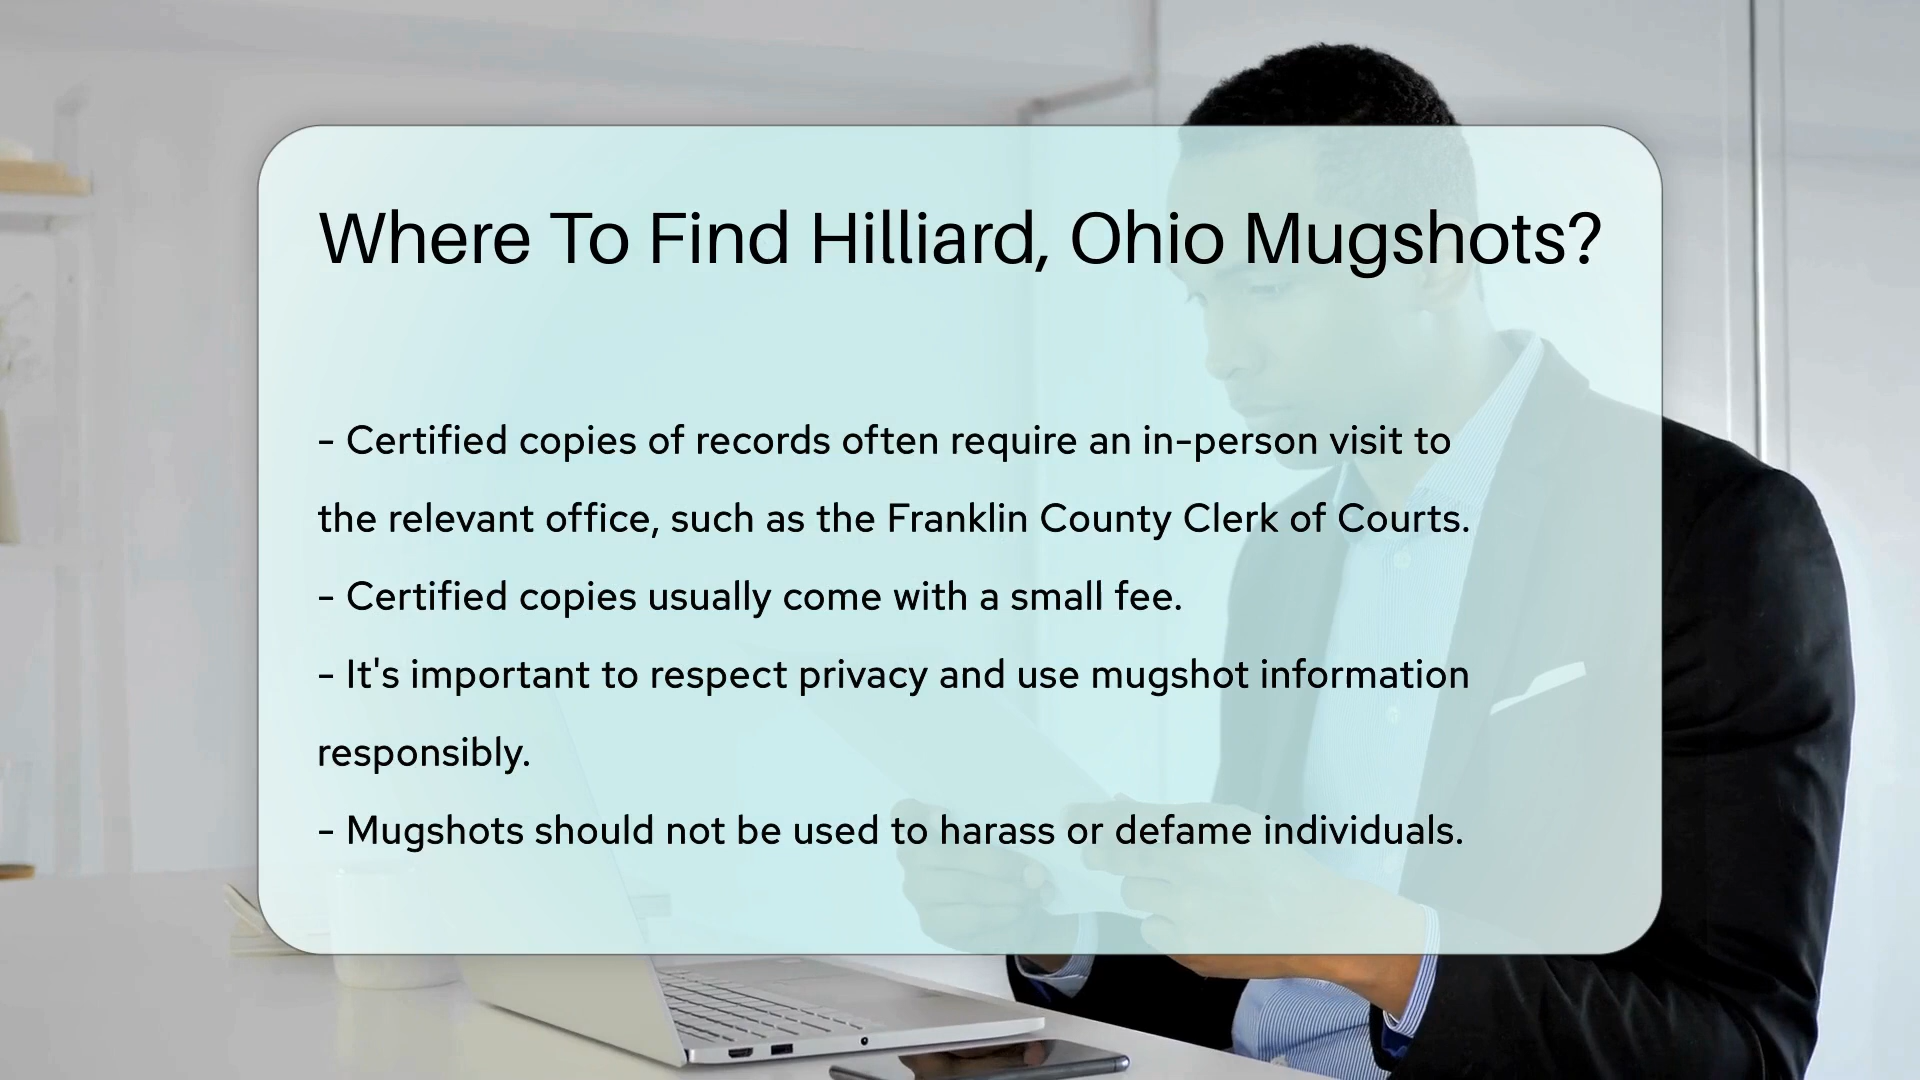 Where To Find Hilliard, Ohio Mugshots?
- Certified copies of records often require an in-person visit to
the relevant office, such as the Franklin County Clerk of Courts.
- Certified copies usually come with a small fee.
- It's important to respect privacy and use mugshot information
responsibly.
- Mugshots should not be used to harass or defame individuals.